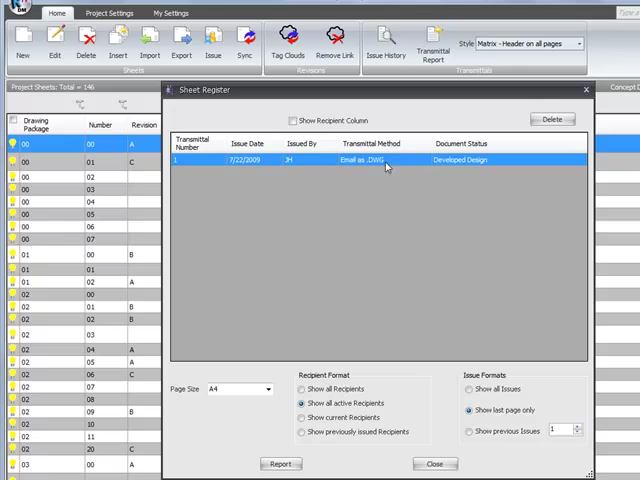 DM
Home Project Settings My Settings
Type a
New Edit Delete Insert Import Export Issue Sync
Tag Clouds Remove Link
Issue History Transmittal Report
Style Matrix - Header on all pages
Sheets Revisions Transmittals
Project Sheets: Total = 146
Concept D
Sheet Register
Drawing Package Number Revision
Show Recipient Column Delete
Transmittal Number Issue Date Issued By Transmittal Method Document Status
1 7/22/2009 JH Email as .DWG Developed Design
00 00 A
00 01 C
00 02
00 03
00 04
00 05
00 06
00 07
01 00 B
01 01
01 02 A
02 00
02 01 B
02 02 B
02 03
02 04 A
02 05 A
02 06 C
02 07
02 08
02 09 B
02 10
02 11
02 20 C
03 00 A
Page Size A4
Recipient Format
Show all Recipients
Show all active Recipients
Show current Recipients
Show previously issued Recipients
Issue Formats
Show all Issues
Show last page only
Show previous Issues 1
Report Close